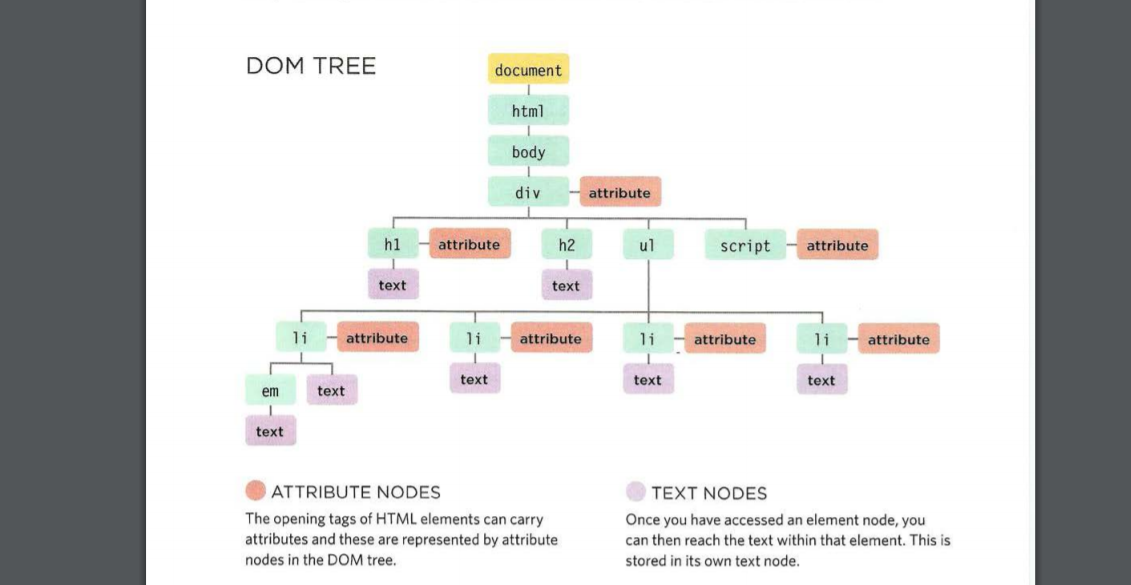 DOM TREE
document
html
body
div attribute
h1 attribute h2 ul script attribute
text text
li attribute li attribute li attribute li attribute
em text text text text
text
ATTRIBUTE NODES
The opening tags of HTML elements can carry
attributes and these are represented by attribute
nodes in the DOM tree.
TEXT NODES
Once you have accessed an element node, you
can then reach the text within that element. This is
stored in its own text node.